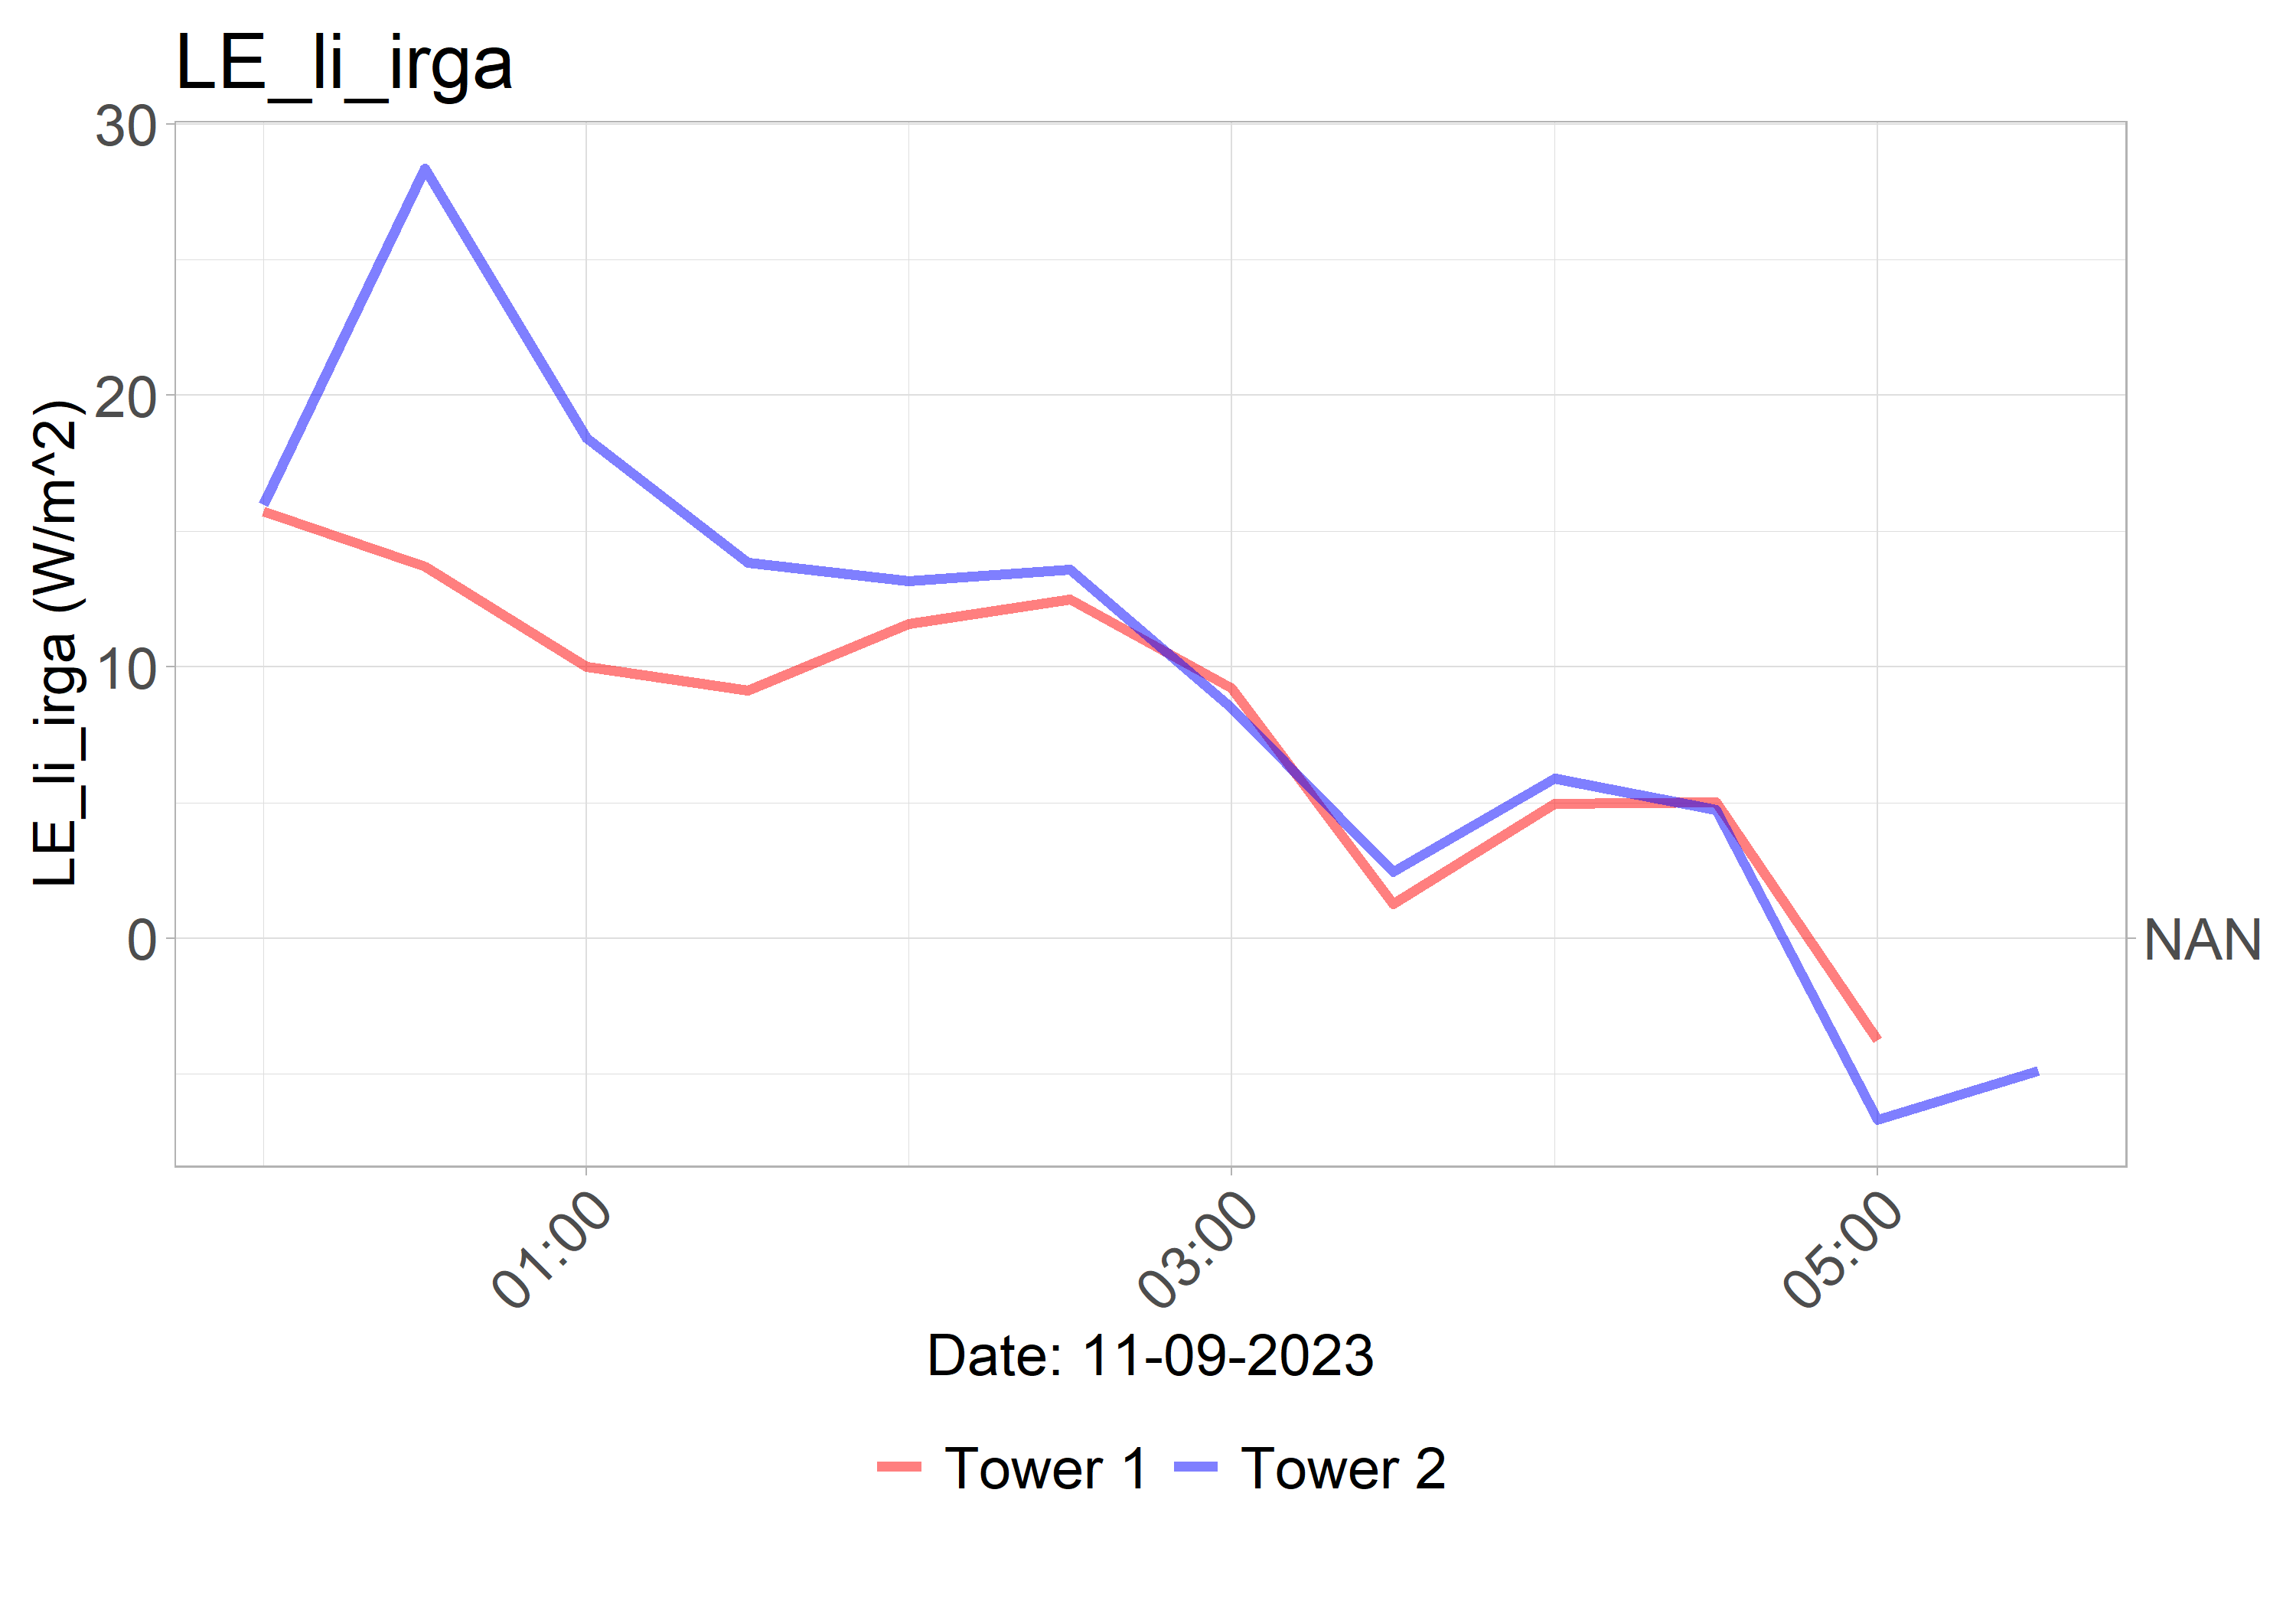 LE_li_irga
30
20
10
0
LE_li_irga (W/m^2)
NAN
01:00
03:00
05:00
Date: 11-09-2023
Tower 1
Tower 2